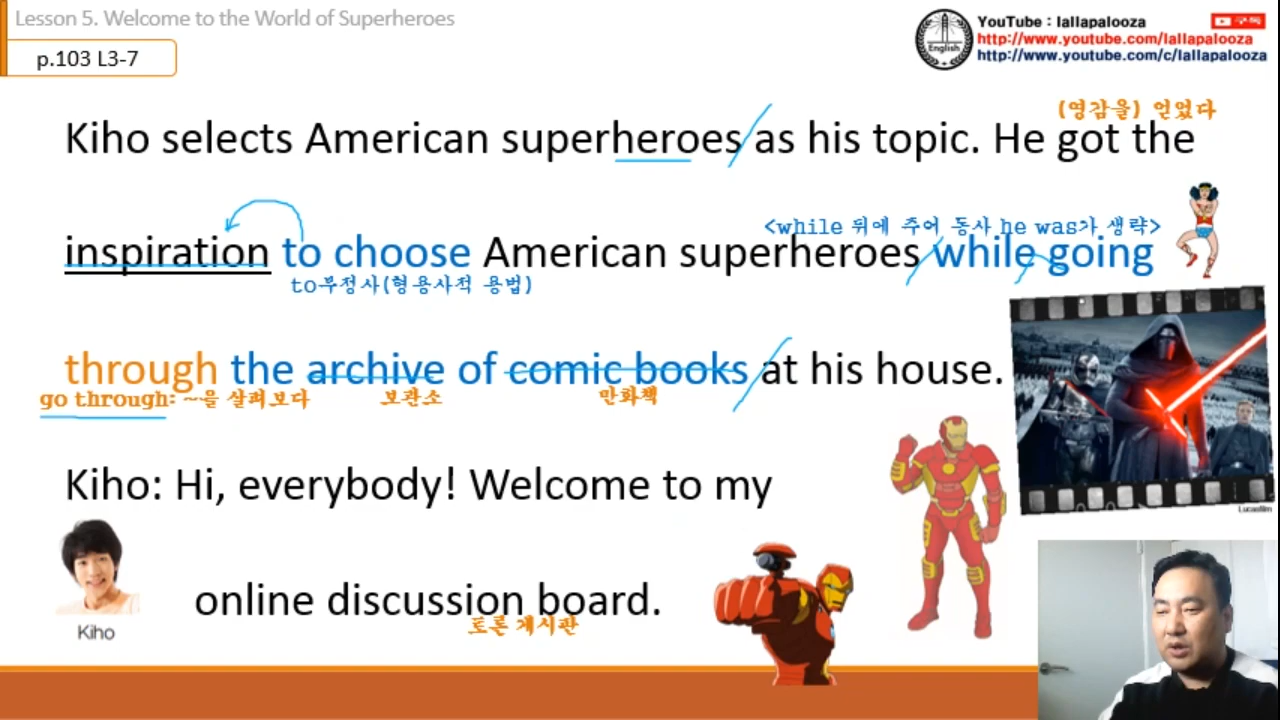 Lesson 5. Welcome to the World of Superheroes
p.103 L3-7
English
YouTube : lallapalooza
구독
http://www.youtube.com/lallapalooza
http://www.youtube.com/c/lallapalooza
(영감을) 얻었다
Kiho selects American superheroes as his topic. He got the
<while 뒤에 주어 동사 he was가 생략>
inspiration to choose American superheroes while going
to부정사(형용사적 용법)
through the archive of comic books at his house.
go through: ~을 살펴보다 보관소 만화책
Kiho: Hi, everybody! Welcome to my
Lucasfilm
online discussion board.
토론 게시판
Kiho